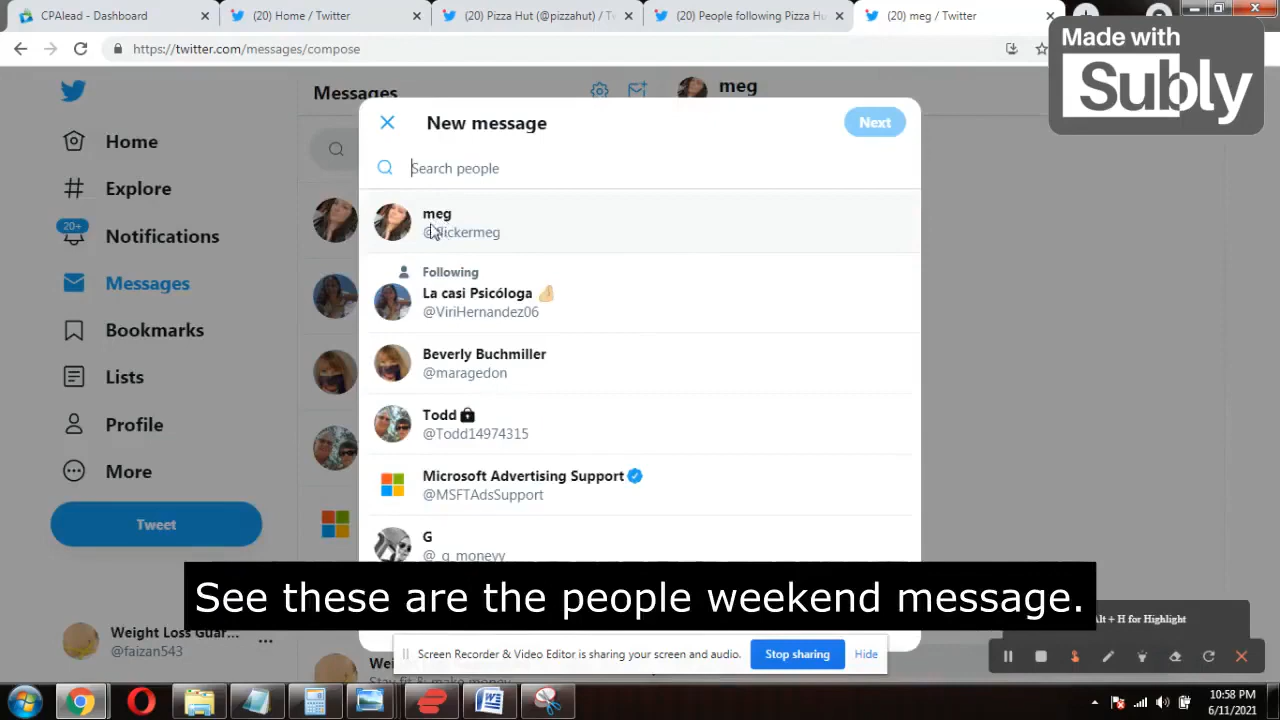 CPAlead - Dashboard
(20) Home / Twitter
(20) Pizza Hut (@pizzahut) / T
(20) People following Pizza Hu
(20) meg / Twitter
https://twitter.com/messages/compose
Made with
Subly
Home
Explore
20+
Notifications
Messages
Bookmarks
Lists
Profile
More
Tweet
Weight Loss Guar...
@faizan543
Messages
meg
New message
Next
Search people
meg
Following
La casi Psicóloga
@ViriHernandez06
Beverly Buchmiller
@maragedon
Todd
@Todd14974315
Microsoft Advertising Support
@MSFTAdsSupport
G
See these are the people weekend message.
Alt + H for Highlight
Screen Recorder & Video Editor is sharing your screen and audio.
Stop sharing
Hide
10:58 PM
6/11/2021